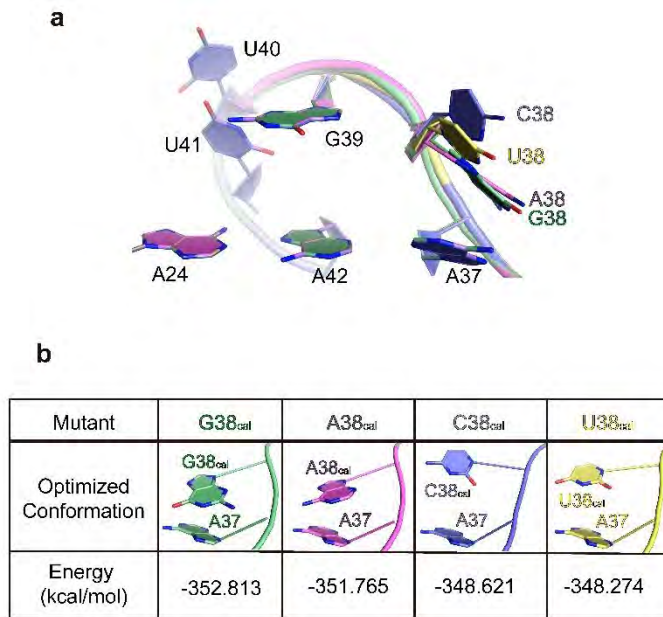 a
U40
C38
U41
G39
U38
A38
G38
A24
A42
A37
b
Mutant G38cal A38cal C38cal U38cal
Optimized Conformation
G38cal A37
A38cal A37
C38cal A37
U38cal A37
Energy (kcal/mol) -352.813 -351.765 -348.621 -348.274